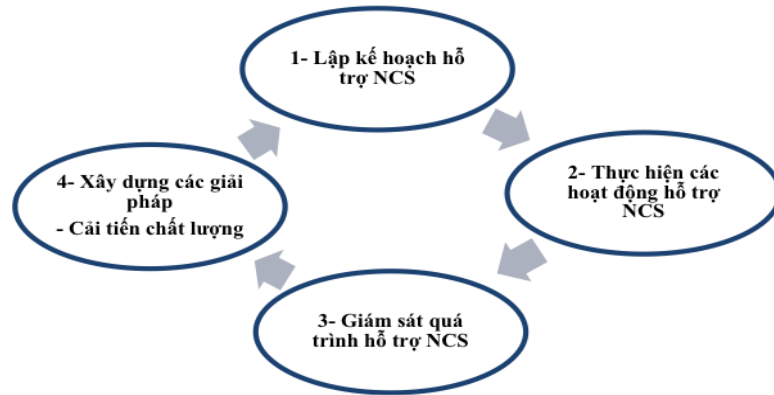 1- Lập kế hoạch hỗ
trợ NCS
2- Thực hiện các
hoạt động hỗ trợ
NCS
3- Giám sát quá
trình hỗ trợ NCS
4- Xây dựng các giải
pháp
- Cải tiến chất lượng